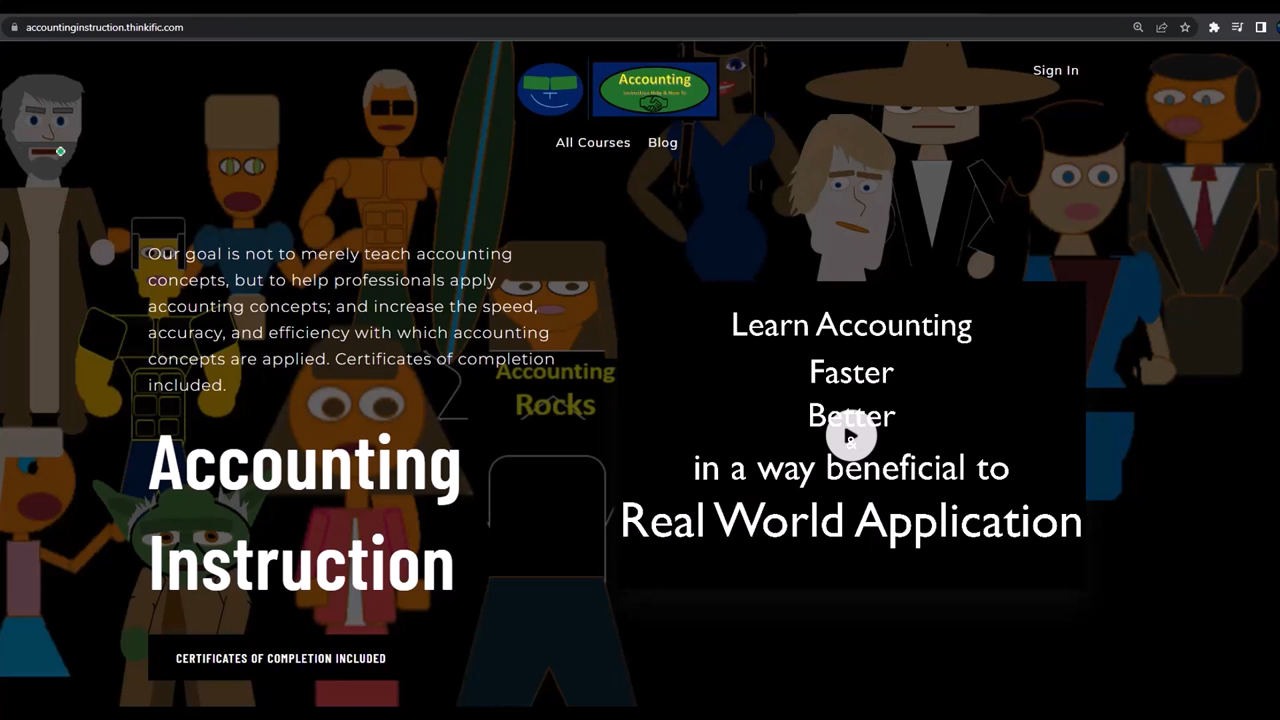 accountinginstruction.thinkific.com
Sign In
Accounting
All Courses Blog
Our goal is not to merely teach accounting
concepts, but to help professionals apply
accounting concepts; and increase the speed,
accuracy, and efficiency with which accounting
concepts are applied. Certificates of completion
included.
Accounting
Rocks
Accounting
Instruction
CERTIFICATES OF COMPLETION INCLUDED
Learn Accounting
Faster
Better
&
in a way beneficial to
Real World Application